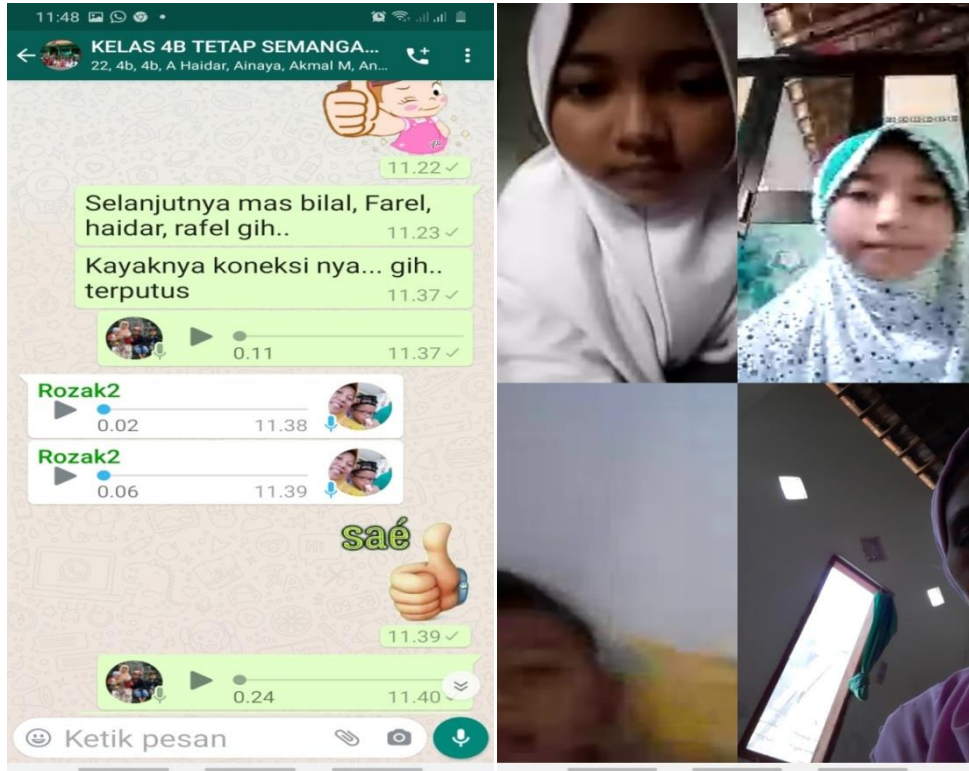 11:48
KELAS 4B TETAP SEMANGA...
22, 4b, 4b, A Haidar, Ainaya, Akmal M, An...
11.22
Selanjutnya mas bilal, Farel,
haidar, rafel gih.. 11.23
Kayaknya koneksi nya... gih..
terputus 11.37
0.11 11.37
Rozak2
0.02 11.38
Rozak2
0.06 11.39
saé
11.39
0.24 11.40
Ketik pesan